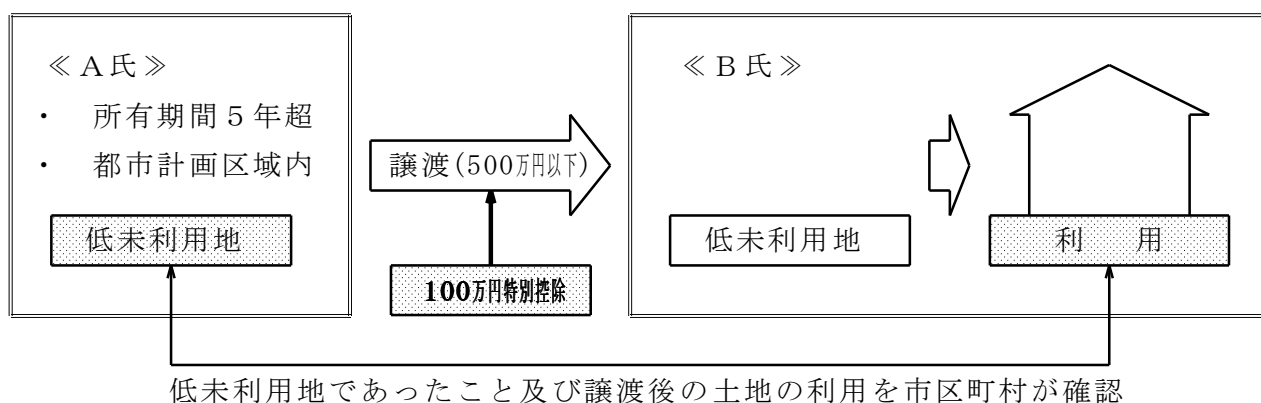 ≪A氏≫
・ 所有期間5年超
・ 都市計画区域内
低未利用地
譲渡(500万円以下)
100万円特別控除
≪B氏≫
低未利用地
利 用
低未利用地であったこと及び譲渡後の土地の利用を市区町村が確認